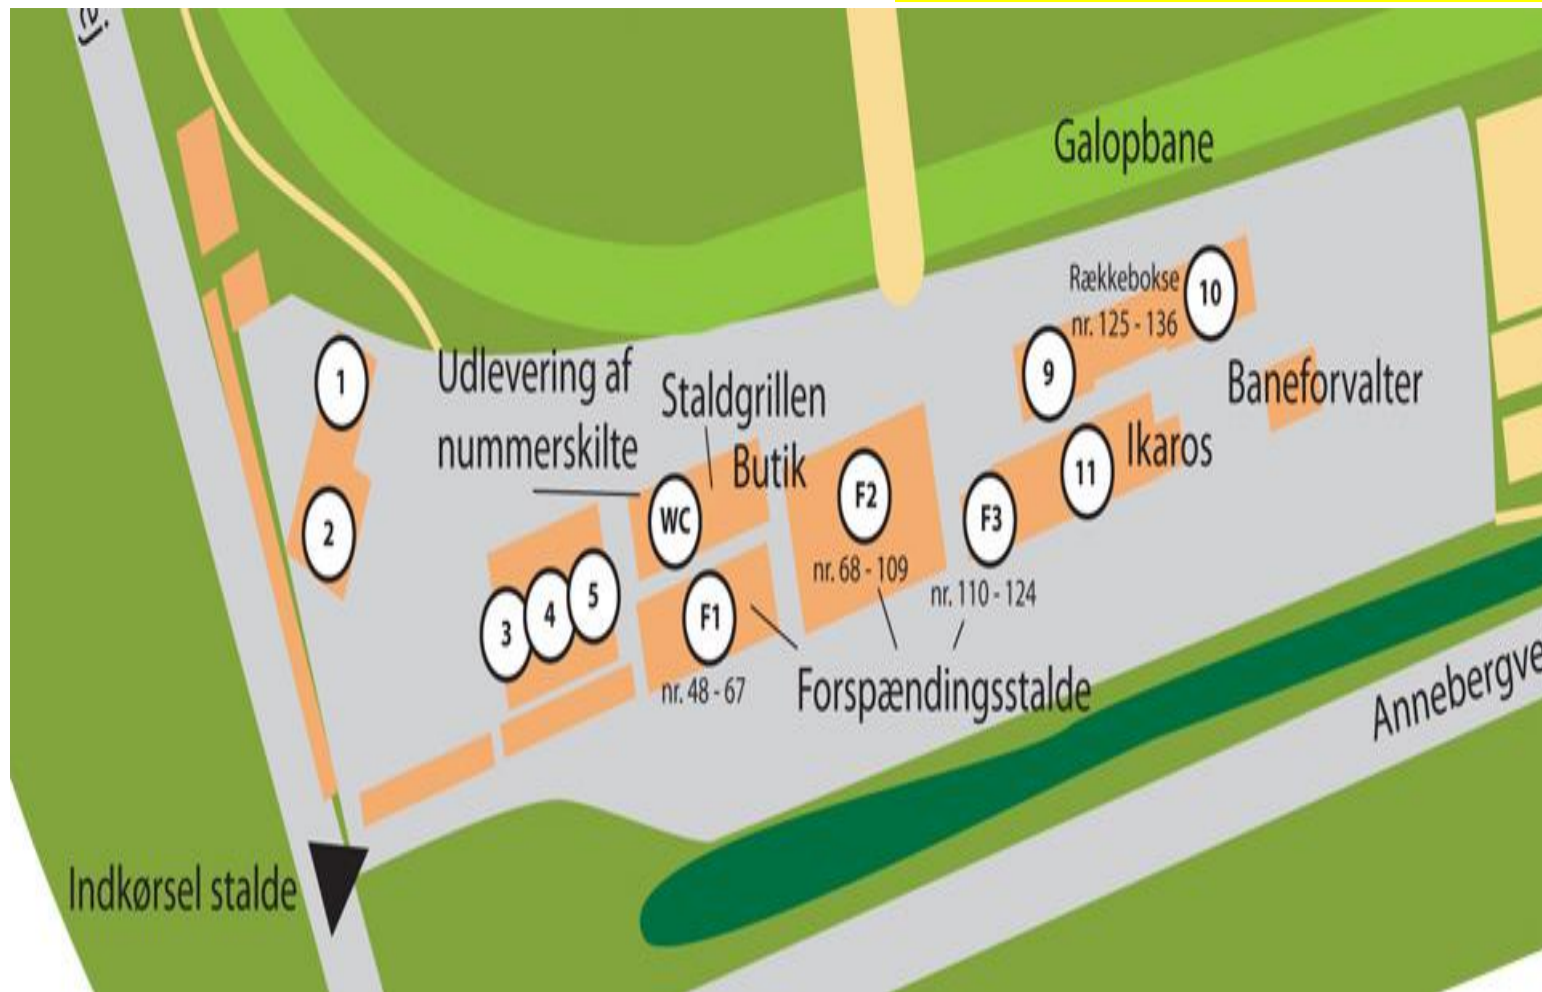 Galopbane
Rækkebokse
nr. 125 - 136
10
9
1
Udlevering af
nummerskilte
Staldgrillen
Butik
Baneforvalter
Ikaros
11
F2
nr. 68 - 109
F3
nr. 110 - 124
WC
2
3
4
5
F1
nr. 48 - 67
Forspændingsstalde
Annebergve
Indkørsel stalde